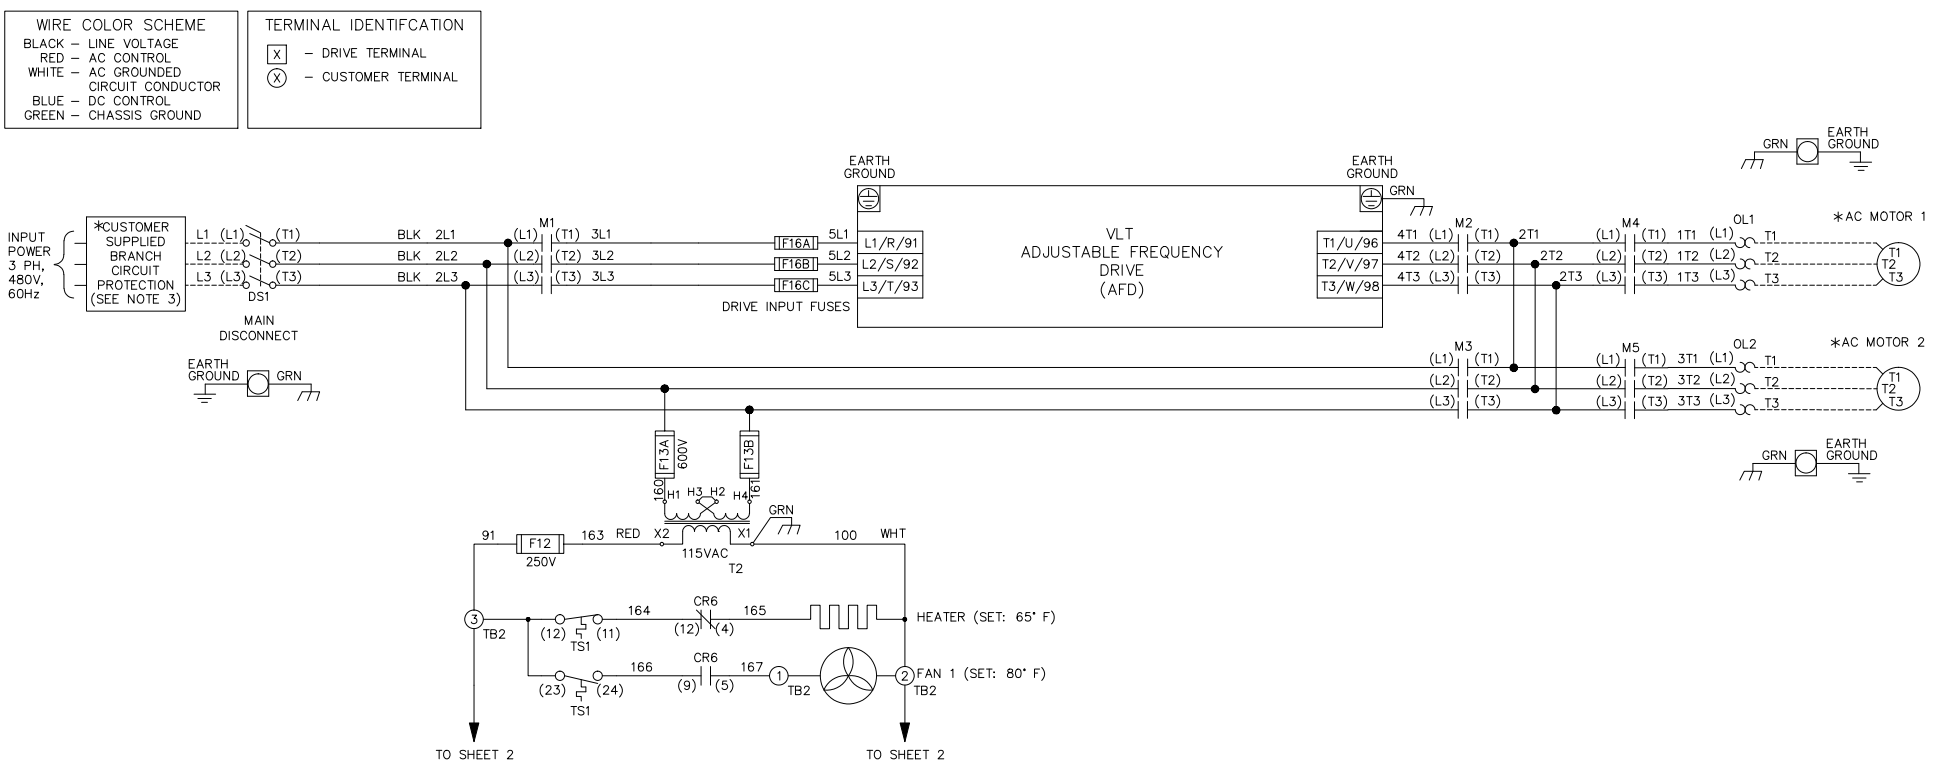 WIRE COLOR SCHEME
BLACK – LINE VOLTAGE
RED – AC CONTROL
WHITE – AC GROUNDED
CIRCUIT CONDUCTOR
BLUE – DC CONTROL
GREEN – CHASSIS GROUND
TERMINAL IDENTIFCATION
X – DRIVE TERMINAL
X – CUSTOMER TERMINAL
INPUT
POWER
3 PH,
480V,
60Hz
*CUSTOMER
SUPPLIED
BRANCH
CIRCUIT
PROTECTION
(SEE NOTE 3)
L1 (L1) (T1) BLK 2L1 (L1) M1 (T1) 3L1 F16A 5L1 L1/R/91
L2 (L2) (T2) BLK 2L2 (L2) (T2) 3L2 F16B 5L2 L2/S/92
L3 (L3) (T3) BLK 2L3 (L3) (T3) 3L3 F16C 5L3 L3/T/93
DS1
MAIN
DISCONNECT
DRIVE INPUT FUSES
EARTH
GROUND
GRN
EARTH
GROUND
VLT
ADJUSTABLE FREQUENCY
DRIVE
(AFD)
EARTH
GROUND
GRN
T1/U/96 4T1 (L1) M2 (T1) 2T1 (L1) M4 (T1) 1T1 (L1) OL1 T1
T2/V/97 4T2 (L2) (T2) 2T2 (L2) (T2) 1T2 (L2) T2
T3/W/98 4T3 (L3) (T3) 2T3 (L3) (T3) 1T3 (L3) T3
GRN
EARTH
GROUND
*AC MOTOR 1
T1
T2
T3
(L1) M3 (T1) (L1) M5 (T1) 3T1 (L1) OL2 T1
(L2) (T2) (L2) (T2) 3T2 (L2) T2
(L3) (T3) (L3) (T3) 3T3 (L3) T3
*AC MOTOR 2
T1
T2
T3
GRN
EARTH
GROUND
F13A
600V
F13B
160
161
H1 H3 H2 H4
GRN
91 F12 163 RED X2 X1 100 WHT
250V
115VAC
T2
3
TB2
(12) (11) 164 CR6 165
TS1
(12) (4)
HEATER (SET: 65° F)
(23) (24) 166 CR6 167 1
TS1
(9) (5)
TB2
2
TB2
FAN 1 (SET: 80° F)
TO SHEET 2
TO SHEET 2